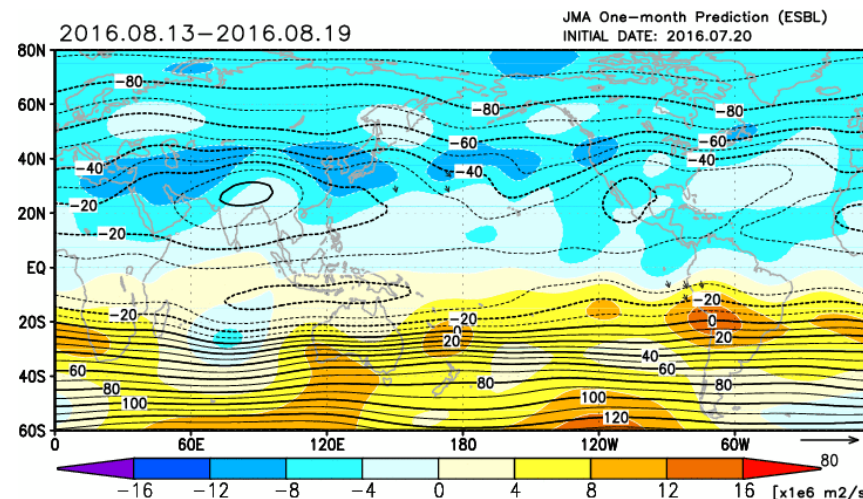 JMA One-month Prediction (ESBL)
2016.08.13-2016.08.19
INITIAL DATE: 2016.07.20
80N
-80
60N
-80
-80
-60
-60
40N
-40
-40
-40
-20
20N
-20
EQ
-20
20S
-20
-20
0
0
20
20
40S
60
40
60
80
80
80
100
100
120
60S
0
60E
120E
180
120W
60W
80
-16
-12
-8
-4
0
4
8
12
16
[x1e6 m2/s